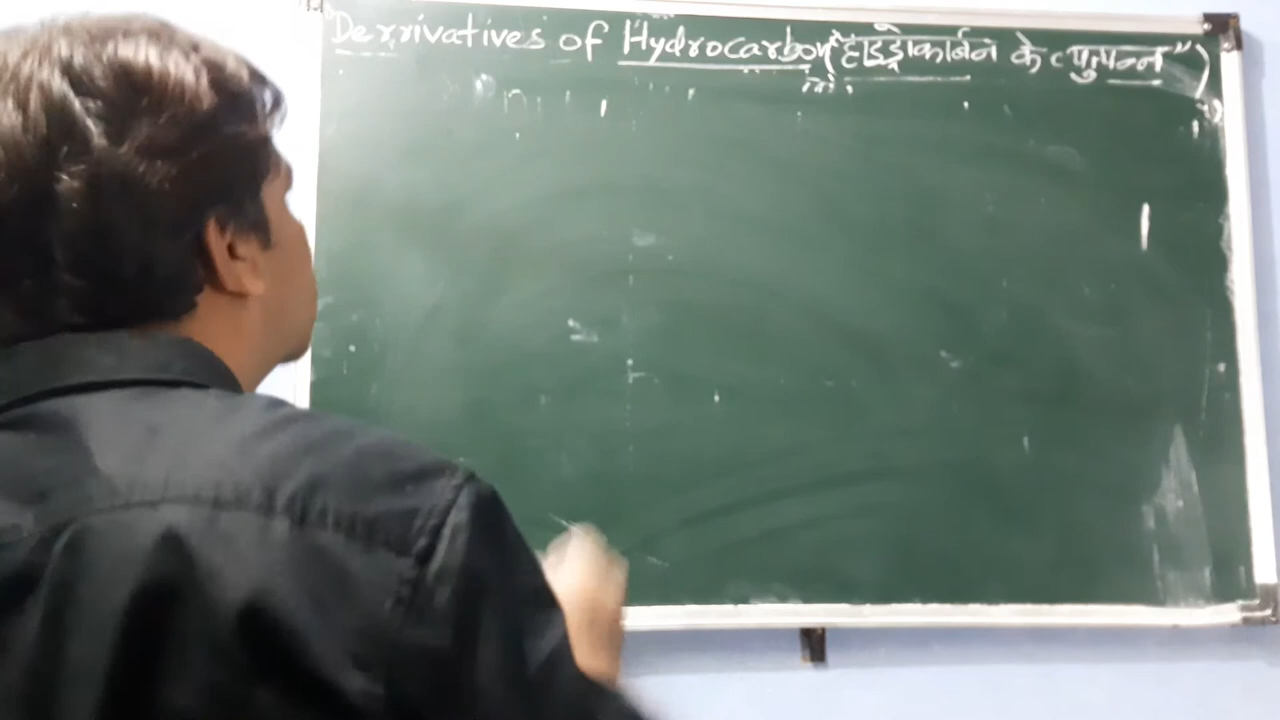 Derrivatives of Hydrocarbon("हाइड्रोकार्बन के व्युत्पन्न")